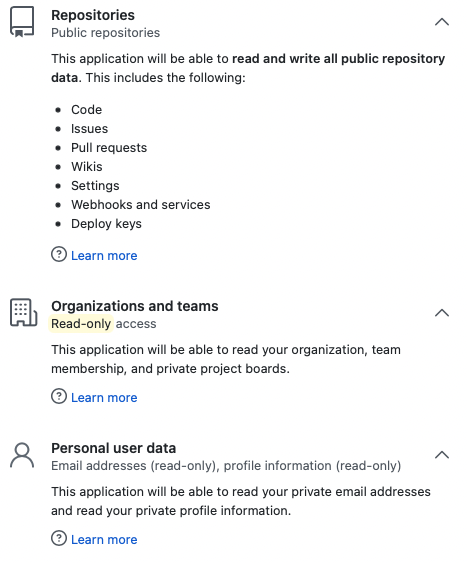 Repositories
Public repositories
This application will be able to read and write all public repository
data. This includes the following:
Code
Issues
Pull requests
Wikis
Settings
Webhooks and services
Deploy keys
Learn more
Organizations and teams
Read-only access
This application will be able to read your organization, team
membership, and private project boards.
Learn more
Personal user data
Email addresses (read-only), profile information (read-only)
This application will be able to read your private email addresses
and read your private profile information.
Learn more